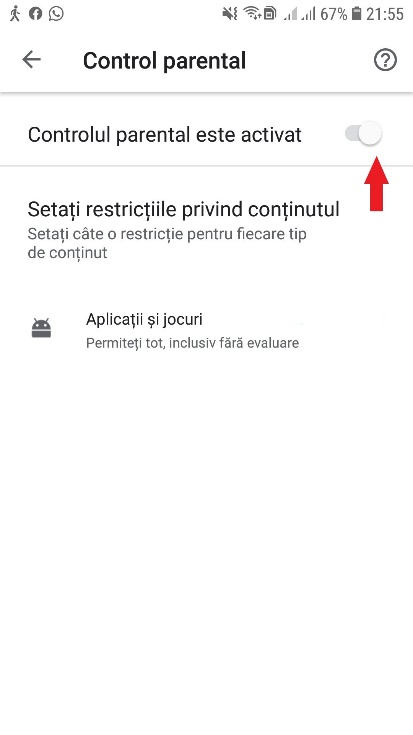 67% 21:55
Control parental
Controlul parental este activat
Setați restricțiile privind conținutul
Setați câte o restricție pentru fiecare tip
de conținut
Aplicații și jocuri
Permiteți tot, inclusiv fără evaluare